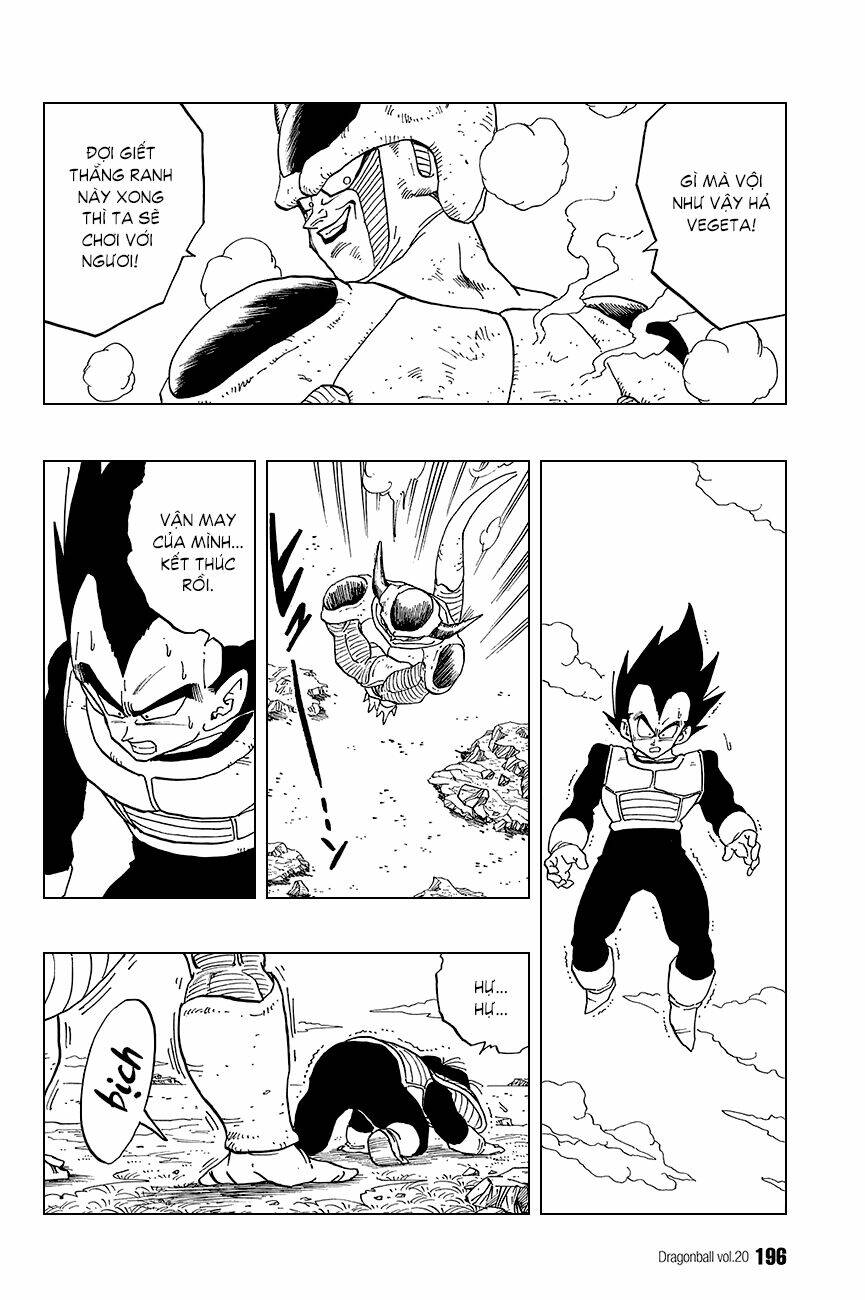 GÌ MÀ VỘI
NHƯ VẬY HẢ
VEGETA!
ĐỢI GIẾT
THẰNG RANH
NÀY XONG
THÌ TA SẼ
CHƠI VỚI
NGƯƠI!
VẬN MAY
CỦA MÌNH...
KẾT THÚC
RỒI.
HỰ...
HỰ...
bịch
Dragonball vol.20 196